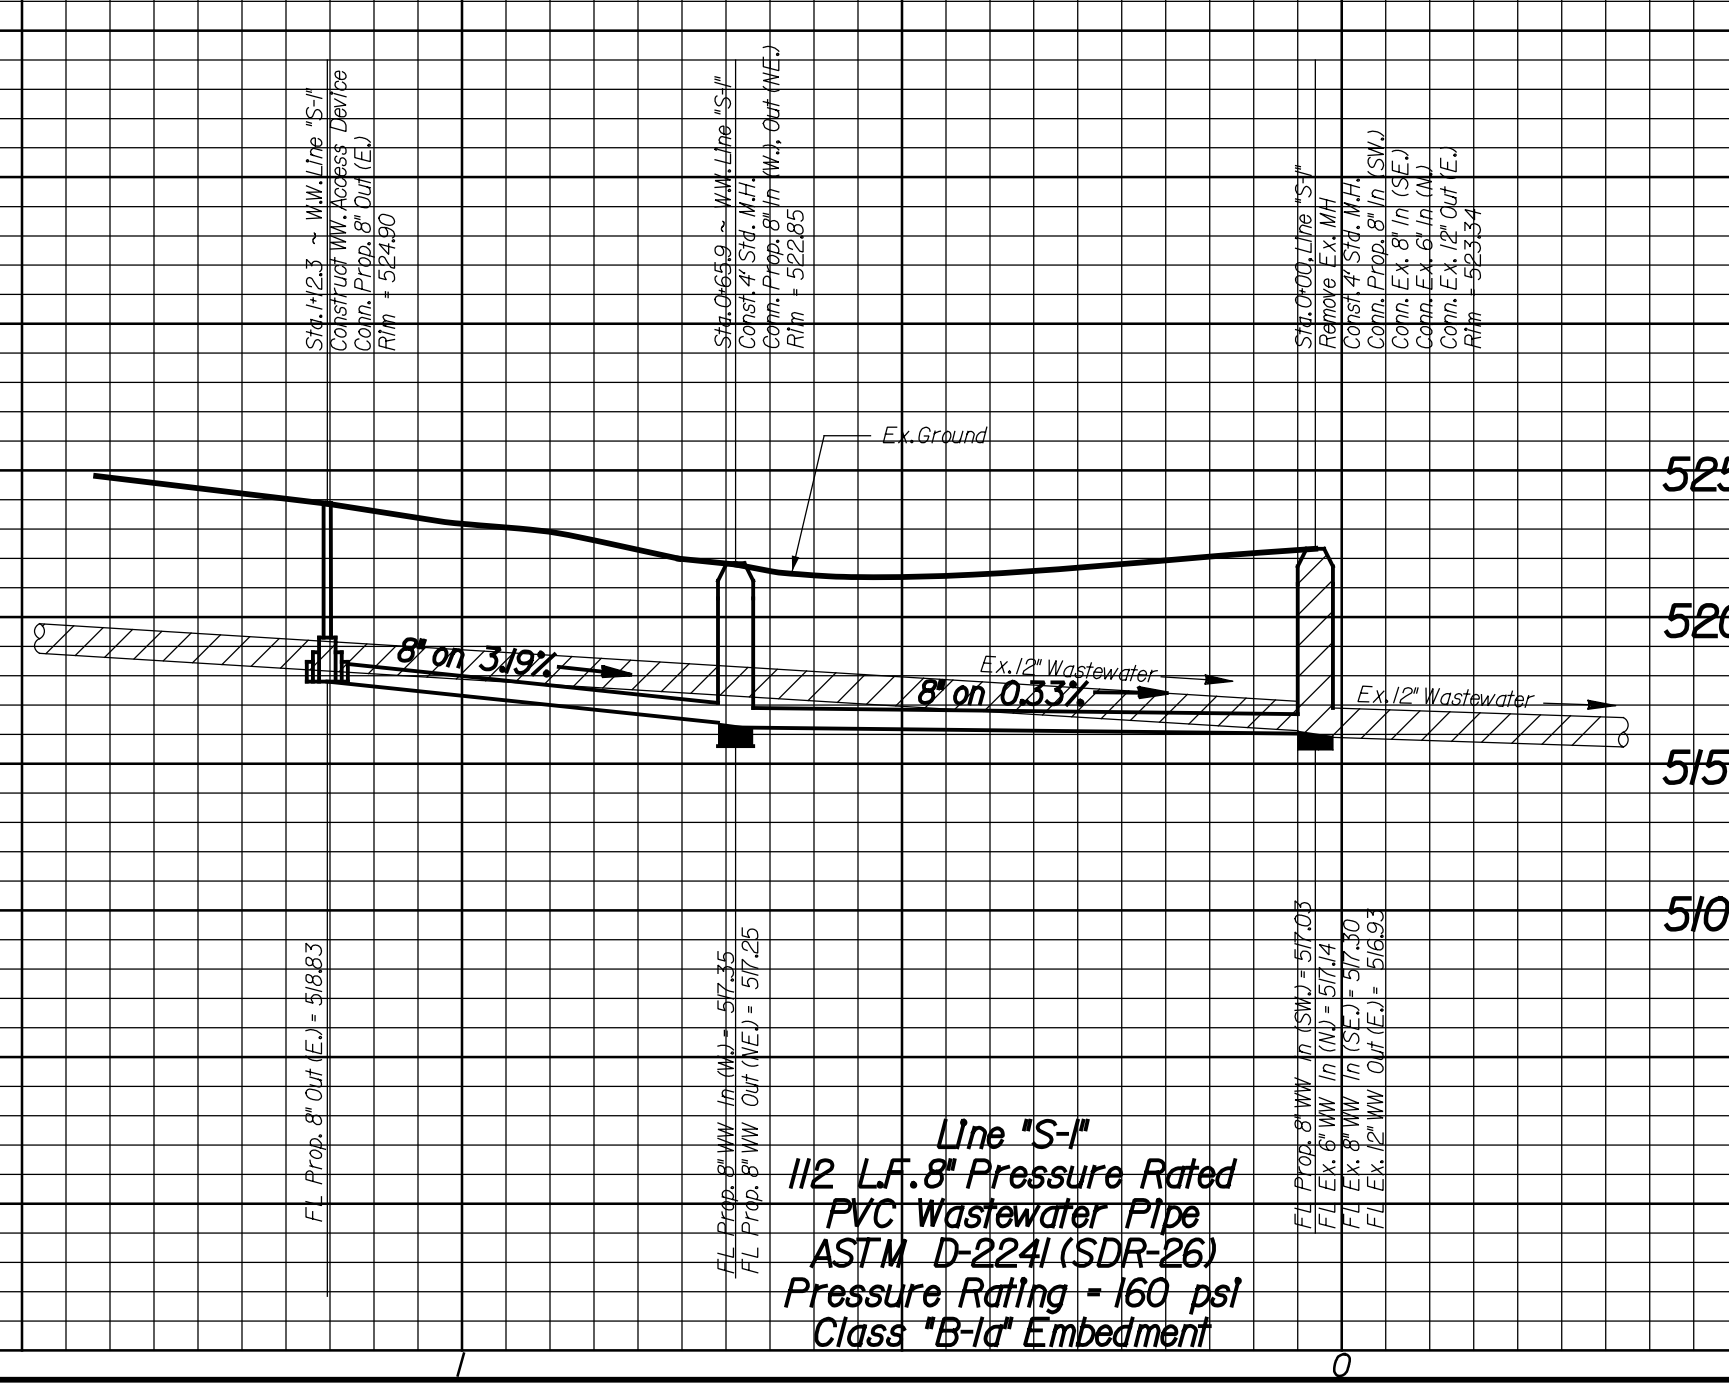 Sta. 1+12.3 ~ W.W. Line "S-1"
Construct WW. Access Device
Conn. Prop. 8" Out (E.)
Rim = 524.90
Sta. 0+65.9 ~ W.W. Line "S-1"
Const. 4' Std. M.H.
Conn. Prop. 8" In (W.), Out (NE.)
Rim = 522.85
Sta. 0+00, Line "S-1"
Remove Ex. MH
Const. 4' Std. M.H.
Conn. Prop. 8" In (SW.)
Conn. Ex. 8" In (SE.)
Conn. Ex. 6" In (N.)
Conn. Ex. 12" Out (E.)
Rim = 523.34
Ex. Ground
525
520
515
510
8" on 3.19%
Ex. 12" Wastewater
8" on 0.33%
Ex. 12" Wastewater
FL Prop. 8" Out (E.) = 518.83
FL Prop. 8" WW In (W.) = 517.35
FL Prop. 8" WW Out (NE.) = 517.25
FL Prop. 8" WW In (SW.) = 517.03
FL Ex. 6" WW In (N.) = 517.14
FL Ex. 8" WW In (SE.) = 517.30
FL Ex. 12" WW Out (E.) = 516.93
Line "S-1"
112 L.F. 8" Pressure Rated
PVC Wastewater Pipe
ASTM D-2241 (SDR-26)
Pressure Rating = 160 psi
Class "B-1a" Embedment
1
0